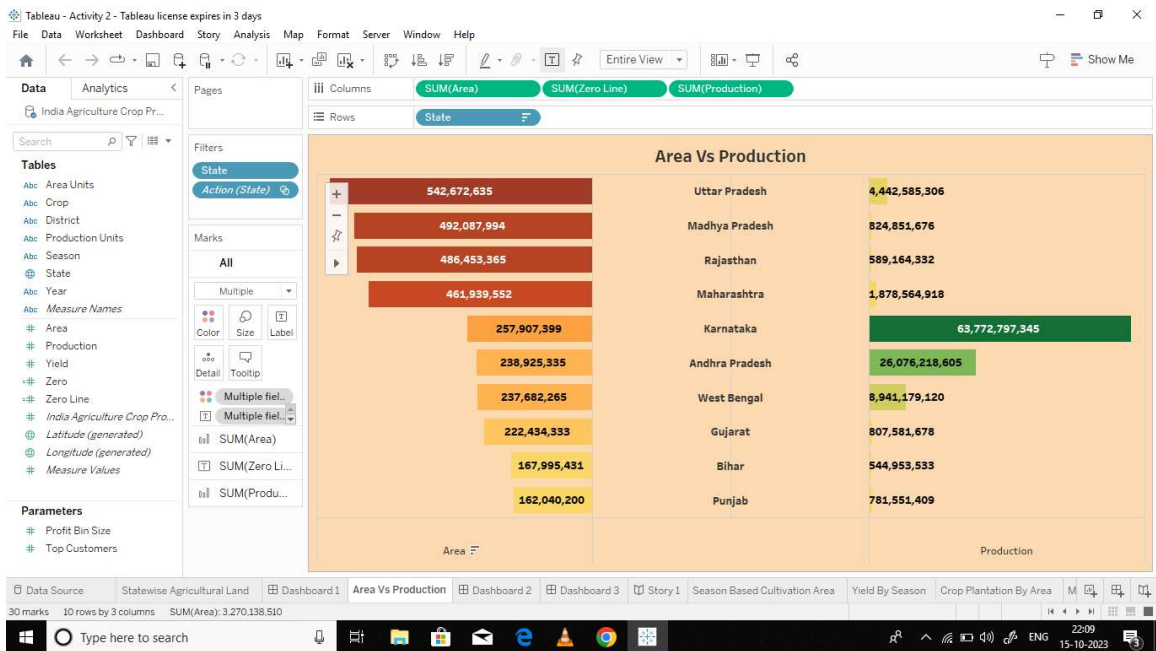 Tableau - Activity 2 - Tableau license expires in 3 days
File Data Worksheet Dashboard Story Analysis Map Format Server Window Help
Entire View
Show Me
Data Analytics
India Agriculture Crop Pr...
Search
Tables
Abc Area Units
Abc Crop
Abc District
Abc Production Units
Abc Season
State
Abc Year
Abc Measure Names
# Area
# Production
# Yield
=# Zero
=# Zero Line
# India Agriculture Crop Pro...
Latitude (generated)
Longitude (generated)
# Measure Values
Parameters
# Profit Bin Size
# Top Customers
Pages
Filters
State
Action (State)
Marks
All
Multiple
Color Size Label
Detail Tooltip
Multiple fiel..
Multiple fiel..
SUM(Area)
SUM(Zero Li...
SUM(Produ...
Columns SUM(Area) SUM(Zero Line) SUM(Production)
Rows State
Area Vs Production
542,672,635 Uttar Pradesh 4,442,585,306
492,087,994 Madhya Pradesh 824,851,676
486,453,365 Rajasthan 589,164,332
461,939,552 Maharashtra 1,878,564,918
257,907,399 Karnataka 63,772,797,345
238,925,335 Andhra Pradesh 26,076,218,605
237,682,265 West Bengal 8,941,179,120
222,434,333 Gujarat 807,581,678
167,995,431 Bihar 544,953,533
162,040,200 Punjab 781,551,409
Area Production
Data Source Statewise Agricultural Land Dashboard 1 Area Vs Production Dashboard 2 Dashboard 3 Story 1 Season Based Cultivation Area Yield By Season Crop Plantation By Area M
30 marks 10 rows by 3 columns SUM(Area): 3,270,138,510
Type here to search
ENG
22:09
15-10-2023
3